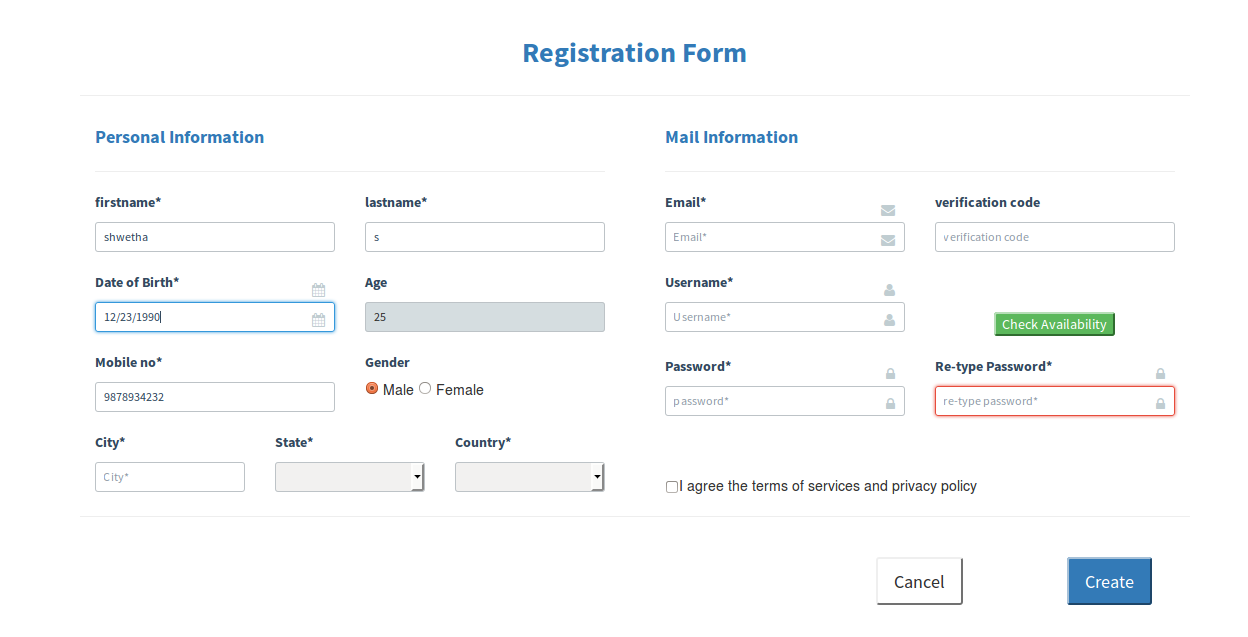 Registration Form
Personal Information
Mail Information
firstname*
lastname*
Email*
verification code
shwetha
s
Email*
verification code
Date of Birth*
Age
Username*
12/23/1990
25
Username*
Check Availability
Mobile no*
Gender
Password*
Re-type Password*
9878934232
Male
Female
password*
re-type password*
City*
State*
Country*
City*
I agree the terms of services and privacy policy
Cancel
Create